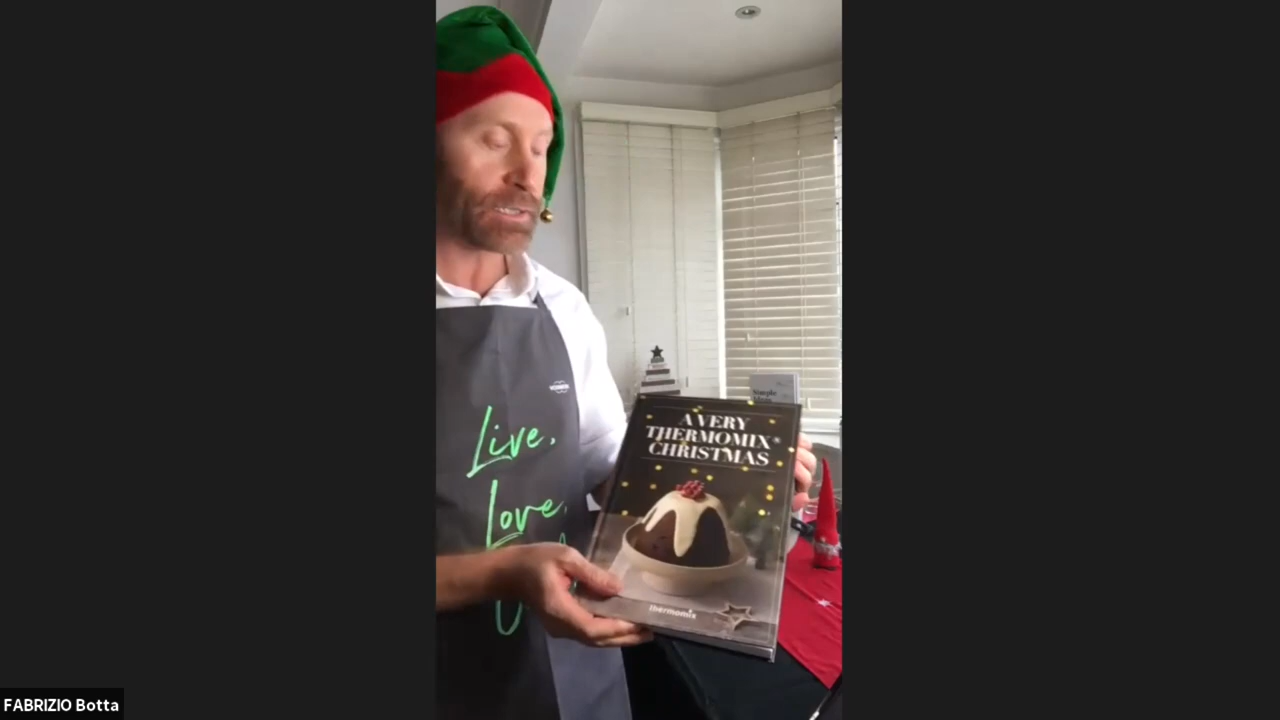 Live.
Love.
A VERY
THERMOMIX®
CHRISTMAS
thermomix
FABRIZIO Botta